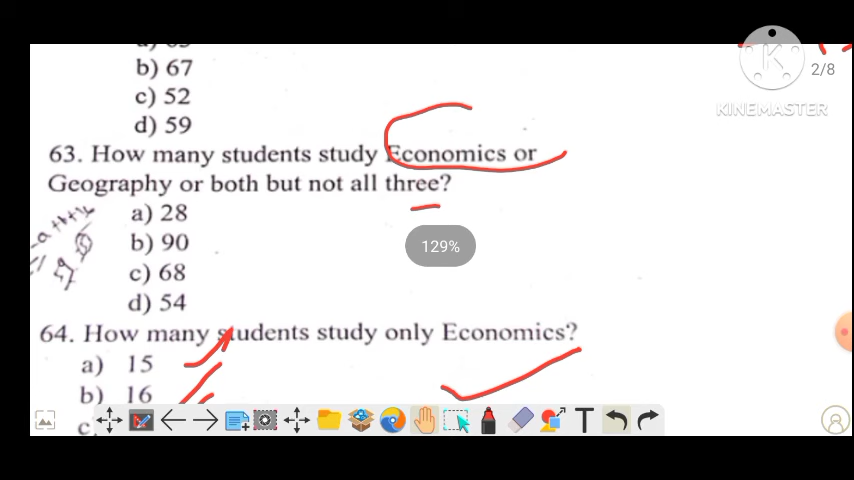 b) 67
c) 52
d) 59
63. How many students study Economics or
Geography or both but not all three?
a) 28
b) 90
c) 68
d) 54
64. How many students study only Economics?
a) 15
b) 16
c.
129%
2/8
K
KINEMASTER
T